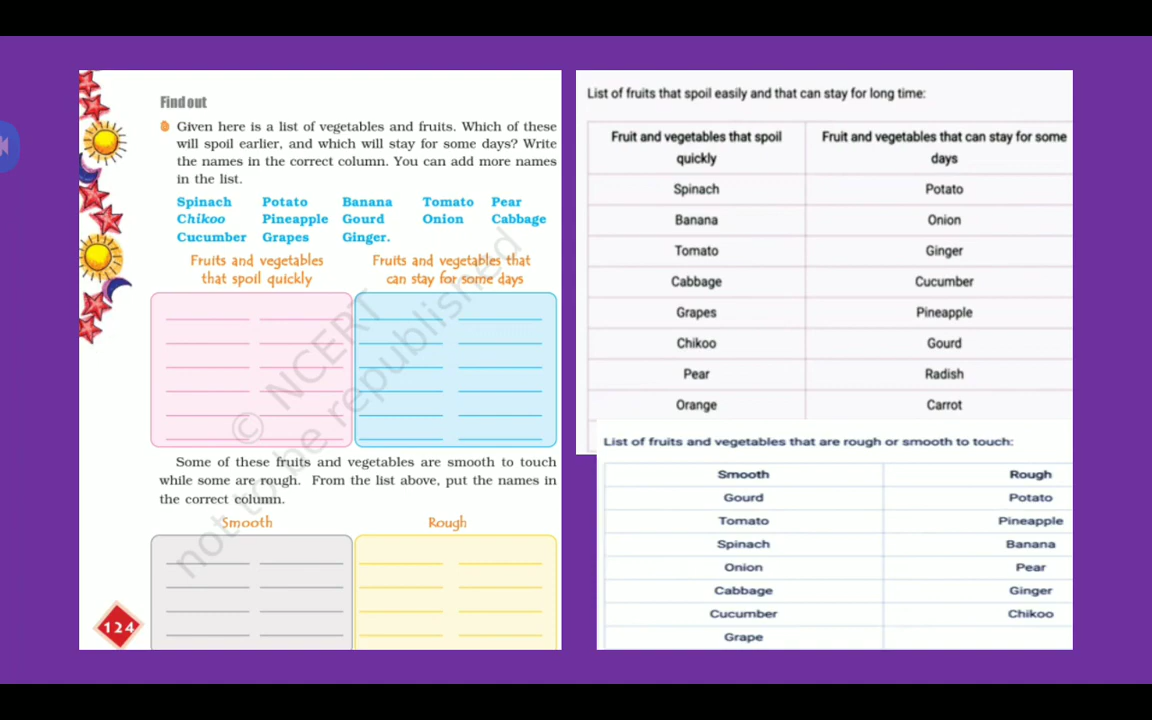 Find out
Given here is a list of vegetables and fruits. Which of these
will spoil earlier, and which will stay for some days? Write
the names in the correct column. You can add more names
in the list.
Spinach Potato Banana Tomato Pear
Chikoo Pineapple Gourd Onion Cabbage
Cucumber Grapes Ginger.
Fruits and vegetables Fruits and vegetables that
that spoil quickly can stay for some days
© NCERT
not to be republished
Some of these fruits and vegetables are smooth to touch
while some are rough. From the list above, put the names in
the correct column.
Smooth Rough
124
List of fruits that spoil easily and that can stay for long time:
Fruit and vegetables that spoil Fruit and vegetables that can stay for some
quickly days
Spinach Potato
Banana Onion
Tomato Ginger
Cabbage Cucumber
Grapes Pineapple
Chikoo Gourd
Pear Radish
Orange Carrot
List of fruits and vegetables that are rough or smooth to touch:
Smooth Rough
Gourd Potato
Tomato Pineapple
Spinach Banana
Onion Pear
Cabbage Ginger
Cucumber Chikoo
Grape